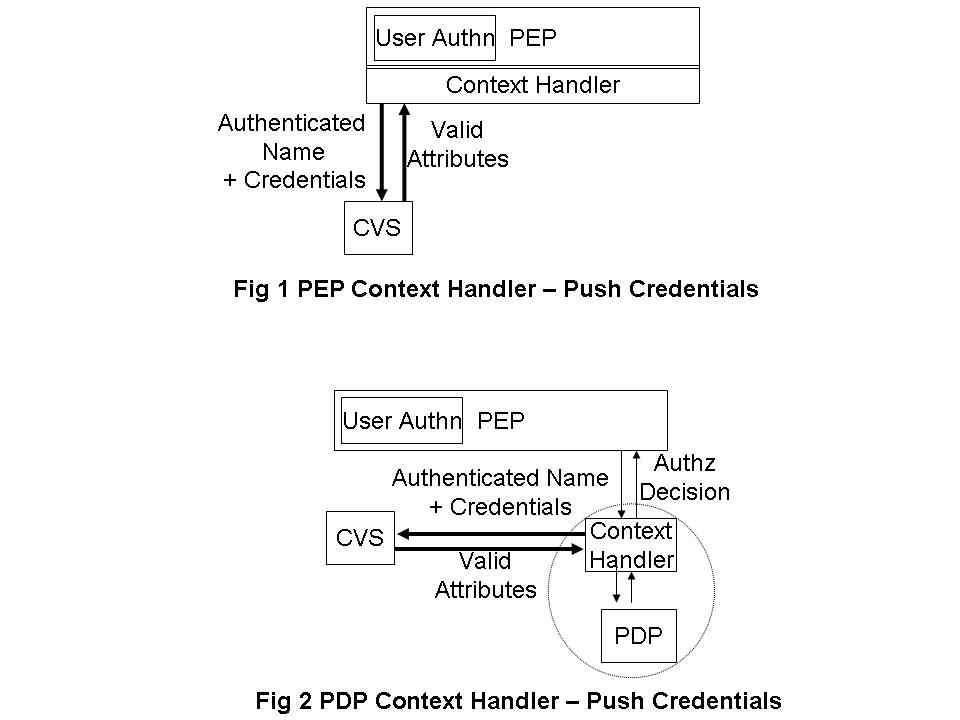 User Authn PEP
Context Handler
Authenticated
Name
+ Credentials
Valid
Attributes
CVS
Fig 1 PEP Context Handler – Push Credentials
User Authn PEP
Authz
Decision
Authenticated Name
+ Credentials
Context
Handler
CVS
Valid
Attributes
PDP
Fig 2 PDP Context Handler – Push Credentials